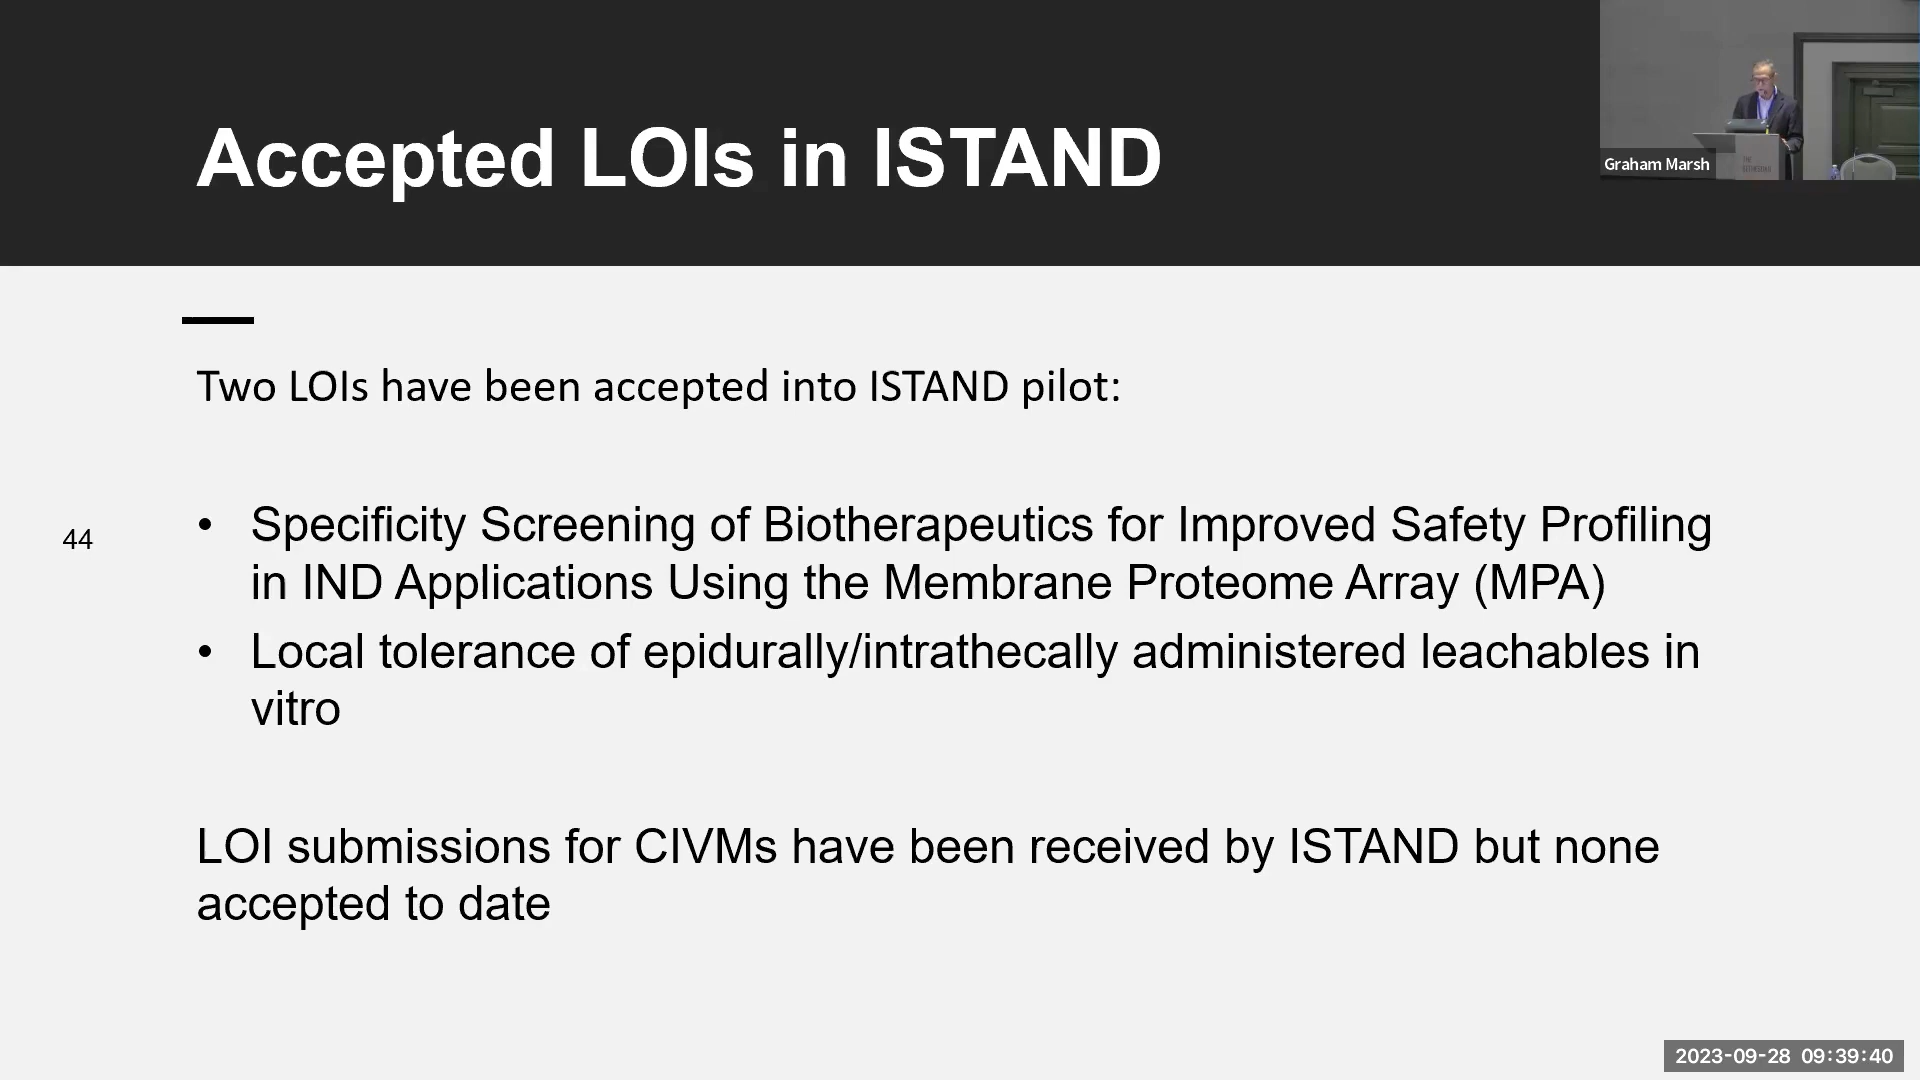 Accepted LOIs in ISTAND
Graham Marsh
Two LOIs have been accepted into ISTAND pilot:
44
• Specificity Screening of Biotherapeutics for Improved Safety Profiling
in IND Applications Using the Membrane Proteome Array (MPA)
• Local tolerance of epidurally/intrathecally administered leachables in
vitro
LOI submissions for CIVMs have been received by ISTAND but none
accepted to date
2023-09-28 09:39:40